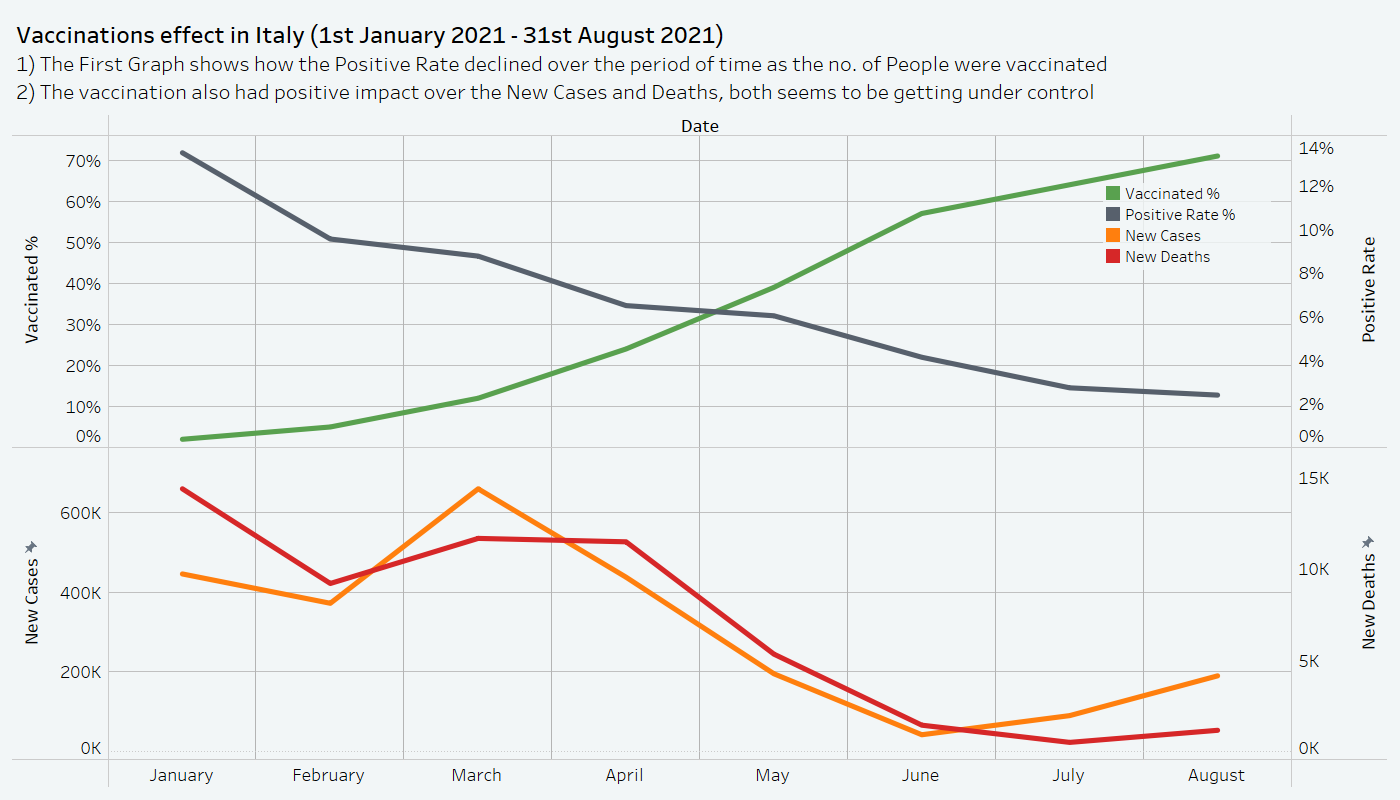 Vaccinations effect in Italy (1st January 2021 - 31st August 2021)
1) The First Graph shows how the Positive Rate declined over the period of time as the no. of People were vaccinated
2) The vaccination also had positive impact over the New Cases and Deaths, both seems to be getting under control
Date
Vaccinated %
70%
60%
50%
40%
30%
20%
10%
0%
14%
12%
10%
8%
6%
4%
2%
0%
Positive Rate
Vaccinated %
Positive Rate %
New Cases
New Deaths
New Cases
600K
400K
200K
0K
15K
10K
5K
0K
New Deaths
January February March April May June July August